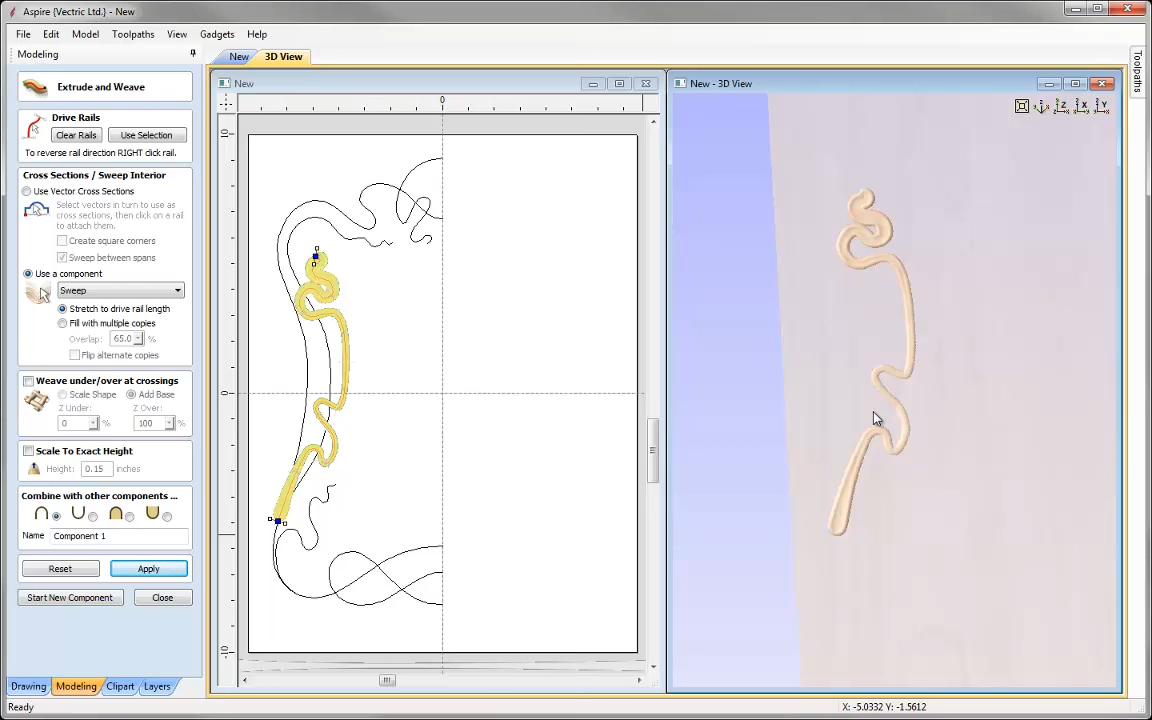 Aspire {Vectric Ltd.} - New
File Edit Model Toolpaths View Gadgets Help
Modeling
New 3D View
Extrude and Weave
Drive Rails
Clear Rails Use Selection
To reverse rail direction RIGHT click rail.
Cross Sections / Sweep Interior
Use Vector Cross Sections
Select vectors in turn to use as
cross sections, then click on a rail
to attach them.
Create square corners
Sweep between spans
Use a component
Sweep
Stretch to drive rail length
Fill with multiple copies
Overlap: 65.0 %
Flip alternate copies
Weave under/over at crossings
Scale Shape Add Base
Z Under: Z Over:
0 % 100 %
Scale To Exact Height
Height: 0.15 inches
Combine with other components ...
Name Component 1
Reset Apply
Start New Component Close
Drawing Modeling Clipart Layers
Ready
New
0
10
0
-10
New - 3D View
Z X Y
Toolpaths
X: -5.0332 Y: -1.5612